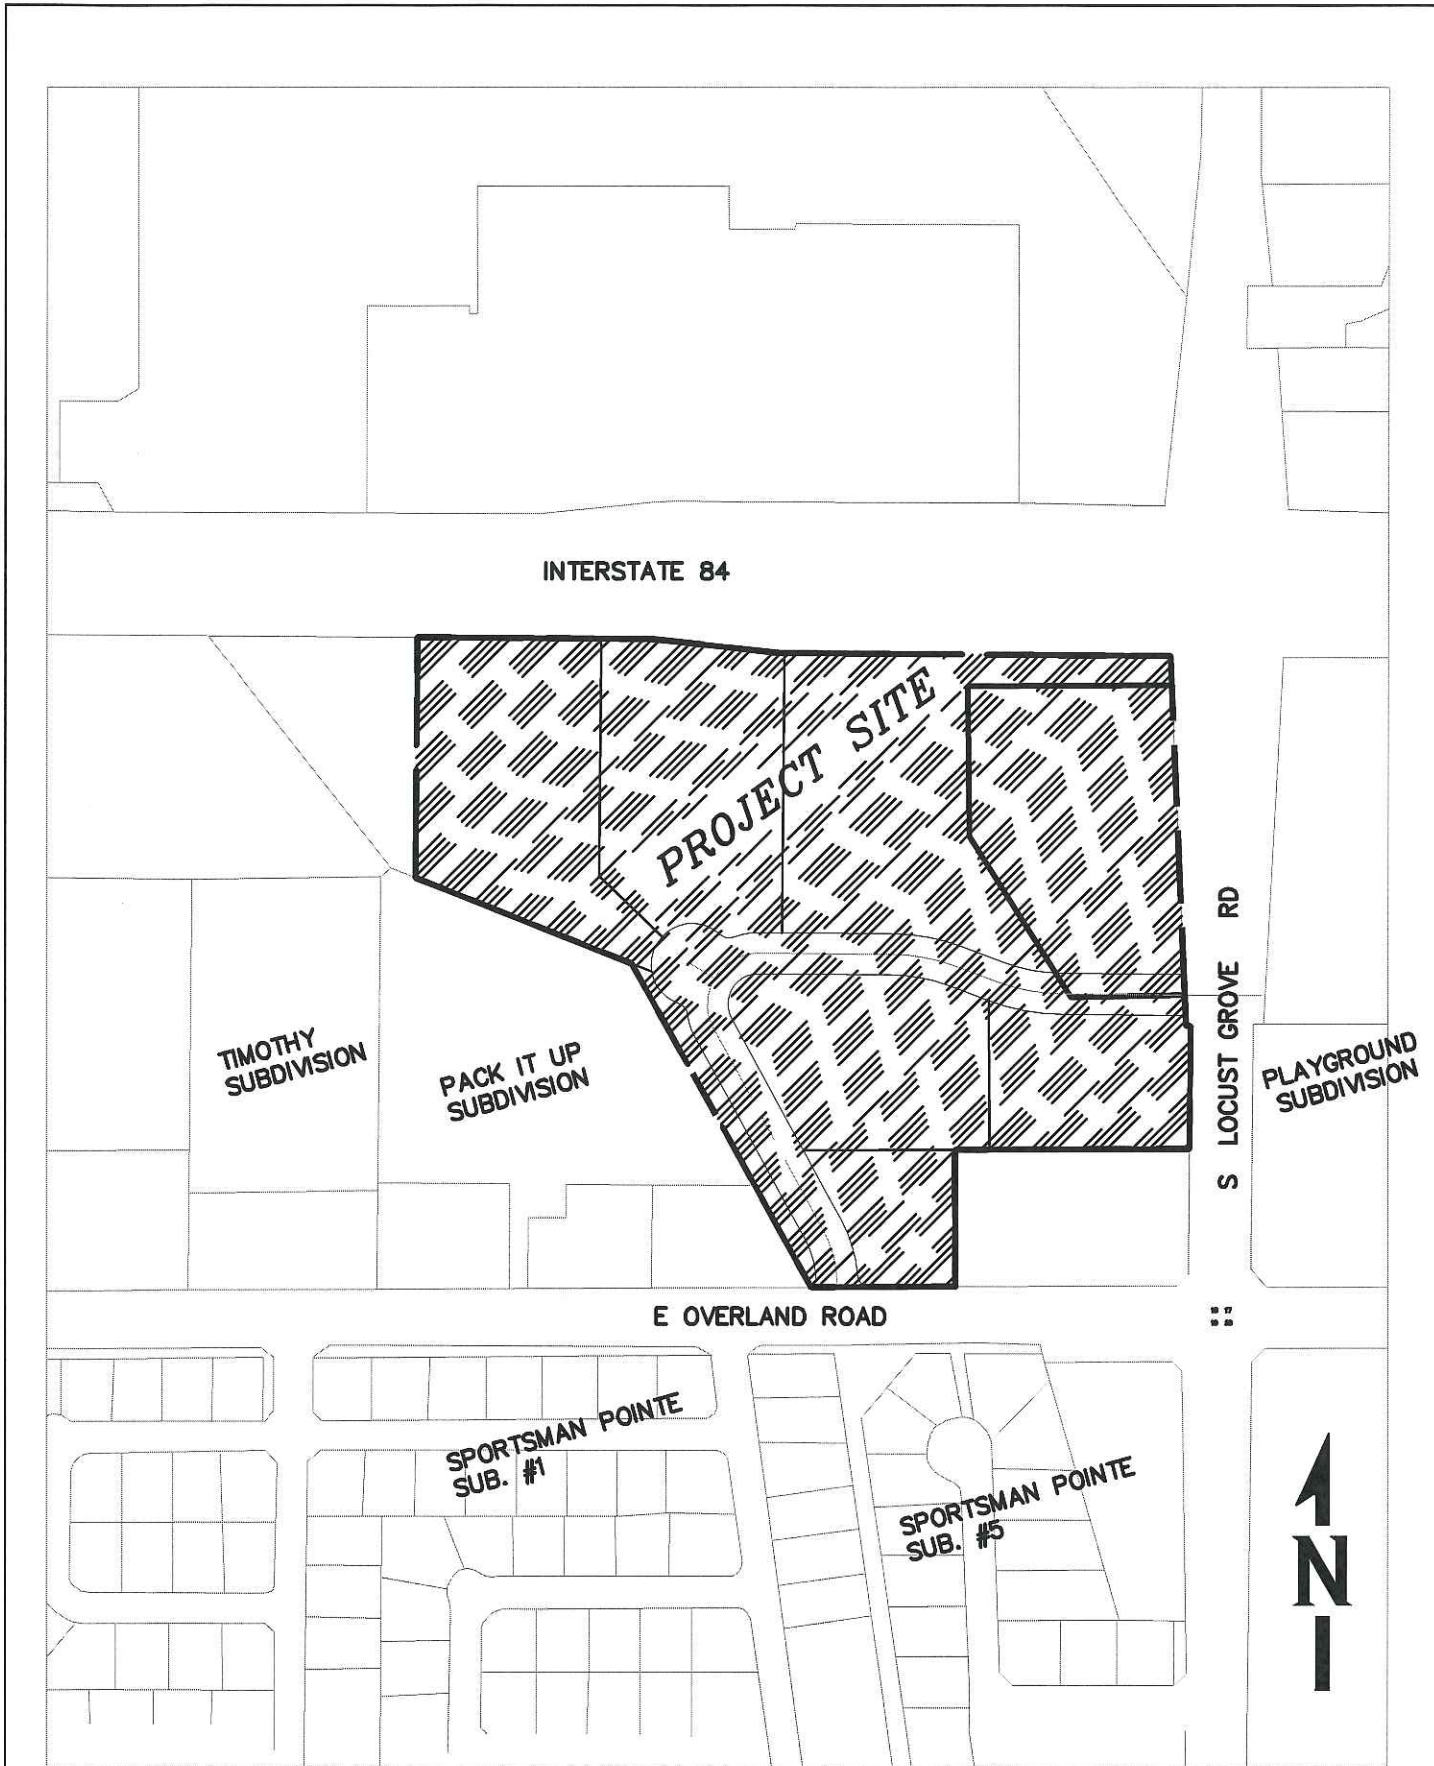 INTERSTATE 84
PROJECT SITE
S LOCUST GROVE RD
TIMOTHY
SUBDIVISION
PACK IT UP
SUBDIVISION
PLAYGROUND
SUBDIVISION
E OVERLAND ROAD
SPORTSMAN POINTE
SUB. #1
SPORTSMAN POINTE
SUB. #5
N